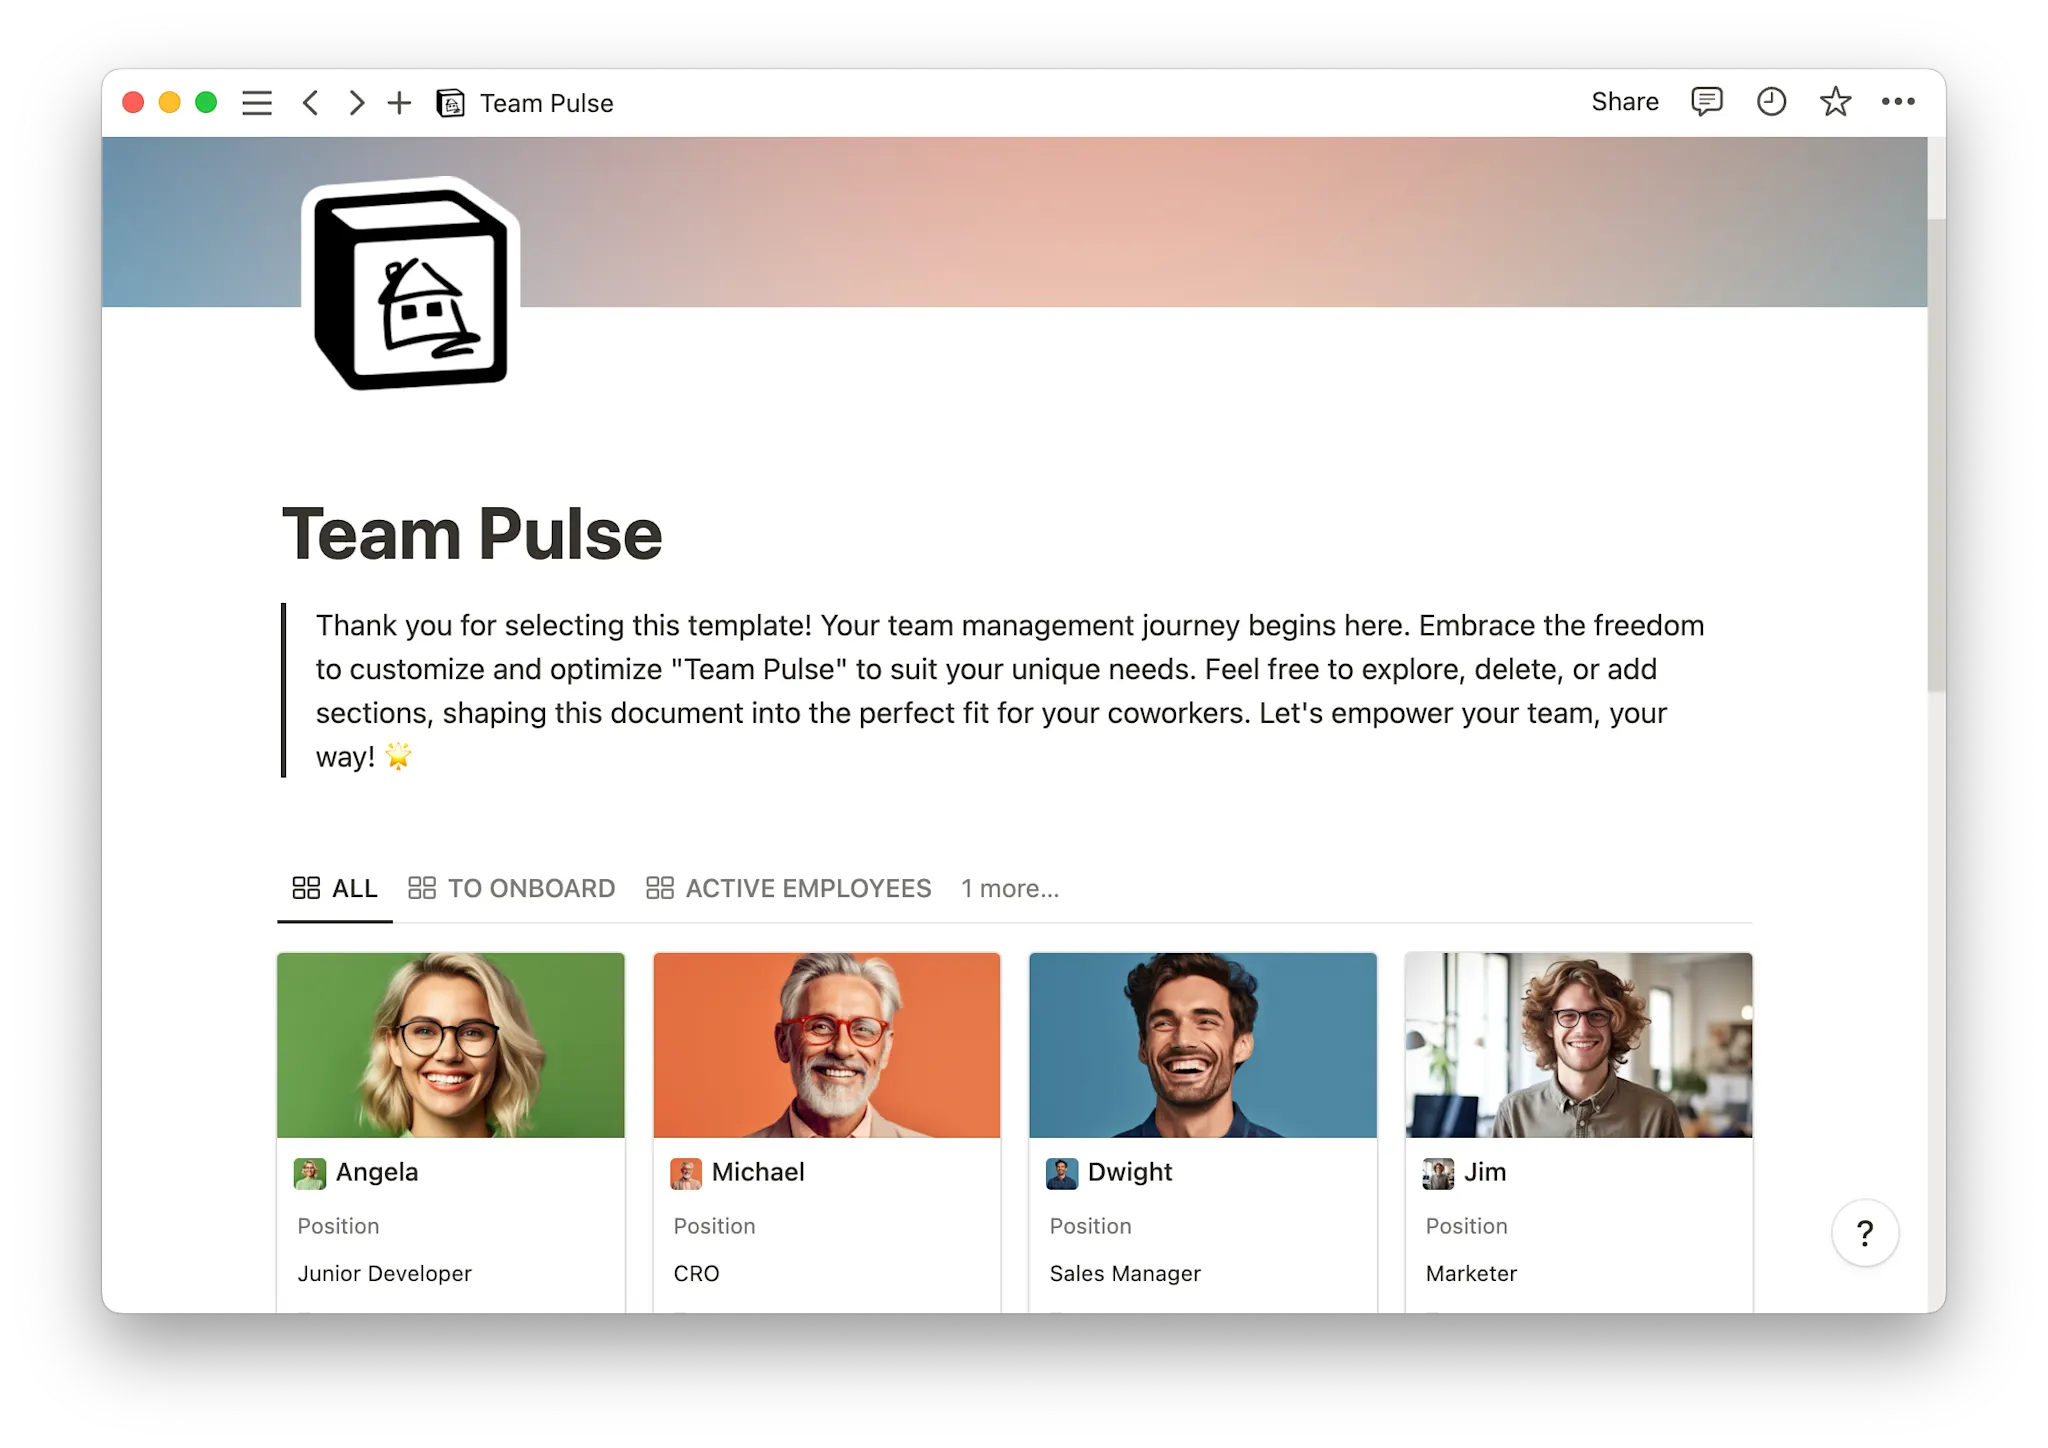 Team Pulse
Share
Team Pulse
Thank you for selecting this template! Your team management journey begins here. Embrace the freedom
to customize and optimize "Team Pulse" to suit your unique needs. Feel free to explore, delete, or add
sections, shaping this document into the perfect fit for your coworkers. Let's empower your team, your
way! 🌟
ALL TO ONBOARD ACTIVE EMPLOYEES 1 more...
Angela Michael Dwight Jim
Position Position Position Position
Junior Developer CRO Sales Manager Marketer
?